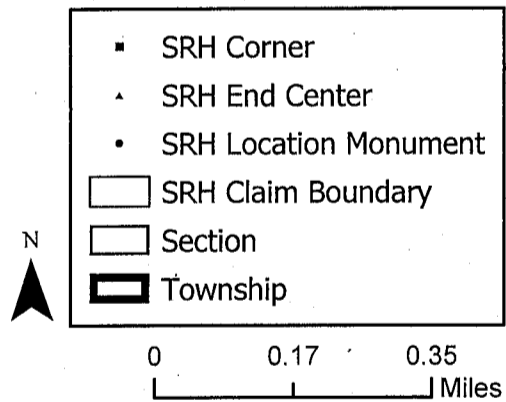 SRH Corner
SRH End Center
SRH Location Monument
SRH Claim Boundary
Section
Township
N
0 0.17 0.35
Miles